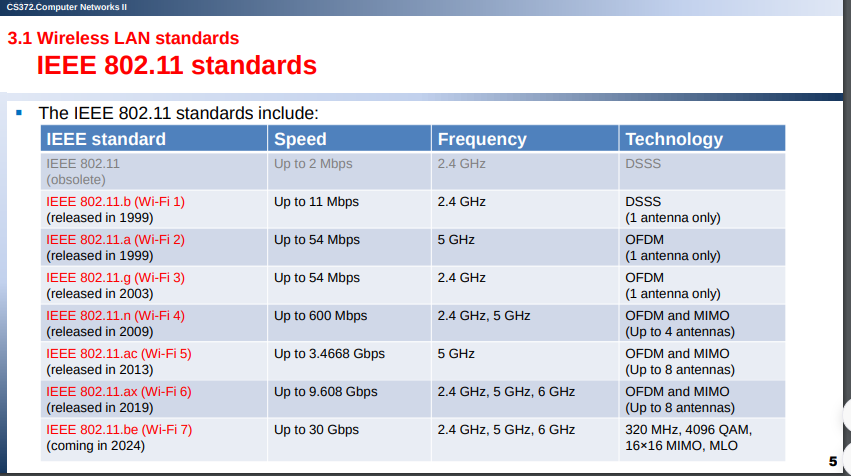 CS372.Computer Networks II
3.1 Wireless LAN standards
IEEE 802.11 standards
The IEEE 802.11 standards include:
IEEE standard Speed Frequency Technology
IEEE 802.11 Up to 2 Mbps 2.4 GHz DSSS
(obsolete)
IEEE 802.11.b (Wi-Fi 1) Up to 11 Mbps 2.4 GHz DSSS
(released in 1999) (1 antenna only)
IEEE 802.11.a (Wi-Fi 2) Up to 54 Mbps 5 GHz OFDM
(released in 1999) (1 antenna only)
IEEE 802.11.g (Wi-Fi 3) Up to 54 Mbps 2.4 GHz OFDM
(released in 2003) (1 antenna only)
IEEE 802.11.n (Wi-Fi 4) Up to 600 Mbps 2.4 GHz, 5 GHz OFDM and MIMO
(released in 2009) (Up to 4 antennas)
IEEE 802.11.ac (Wi-Fi 5) Up to 3.4668 Gbps 5 GHz OFDM and MIMO
(released in 2013) (Up to 8 antennas)
IEEE 802.11.ax (Wi-Fi 6) Up to 9.608 Gbps 2.4 GHz, 5 GHz, 6 GHz OFDM and MIMO
(released in 2019) (Up to 8 antennas)
IEEE 802.11.be (Wi-Fi 7) Up to 30 Gbps 2.4 GHz, 5 GHz, 6 GHz 320 MHz, 4096 QAM,
(coming in 2024) 16×16 MIMO, MLO
5